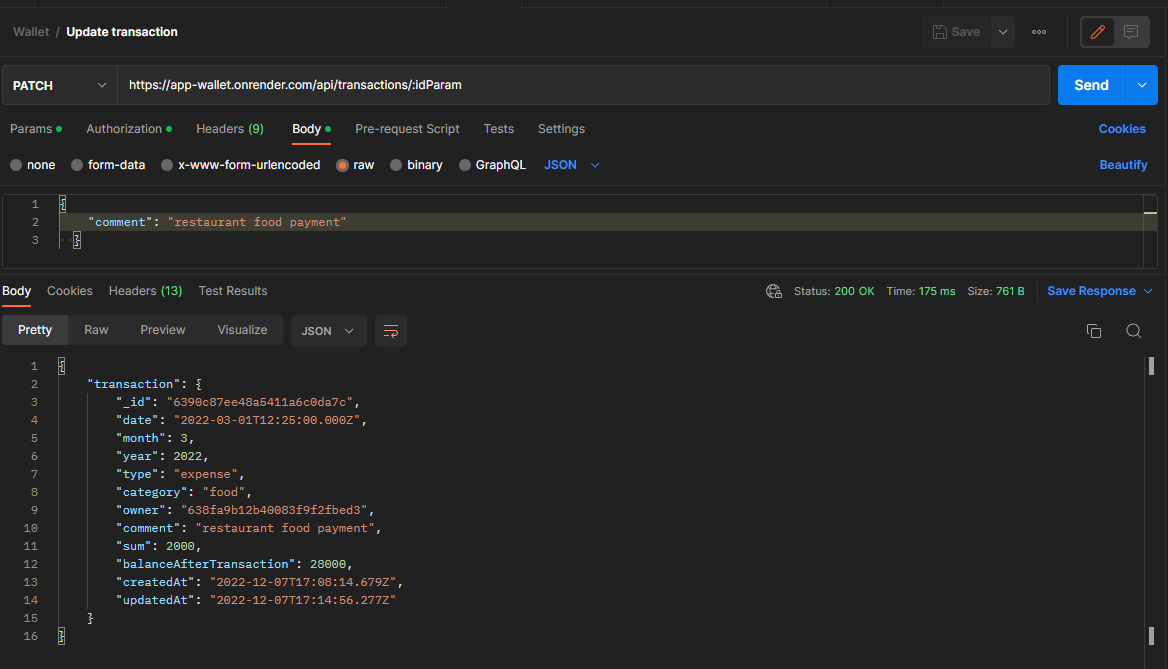 Wallet / Update transaction
Save
PATCH https://app-wallet.onrender.com/api/transactions/:idParam Send
Params Authorization Headers (9) Body Pre-request Script Tests Settings Cookies
none form-data x-www-form-urlencoded raw binary GraphQL JSON Beautify
1 {
2 "comment": "restaurant food payment"
3 }
Body Cookies Headers (13) Test Results Status: 200 OK Time: 175 ms Size: 761 B Save Response
Pretty Raw Preview Visualize JSON
1 {
2 "transaction": {
3 "_id": "6390c87ee48a5411a6c0da7c",
4 "date": "2022-03-01T12:25:00.000Z",
5 "month": 3,
6 "year": 2022,
7 "type": "expense",
8 "category": "food",
9 "owner": "638fa9b12b40083f9f2fbed3",
10 "comment": "restaurant food payment",
11 "sum": 2000,
12 "balanceAfterTransaction": 28000,
13 "createdAt": "2022-12-07T17:08:14.679Z",
14 "updatedAt": "2022-12-07T17:14:56.277Z"
15 }
16 }